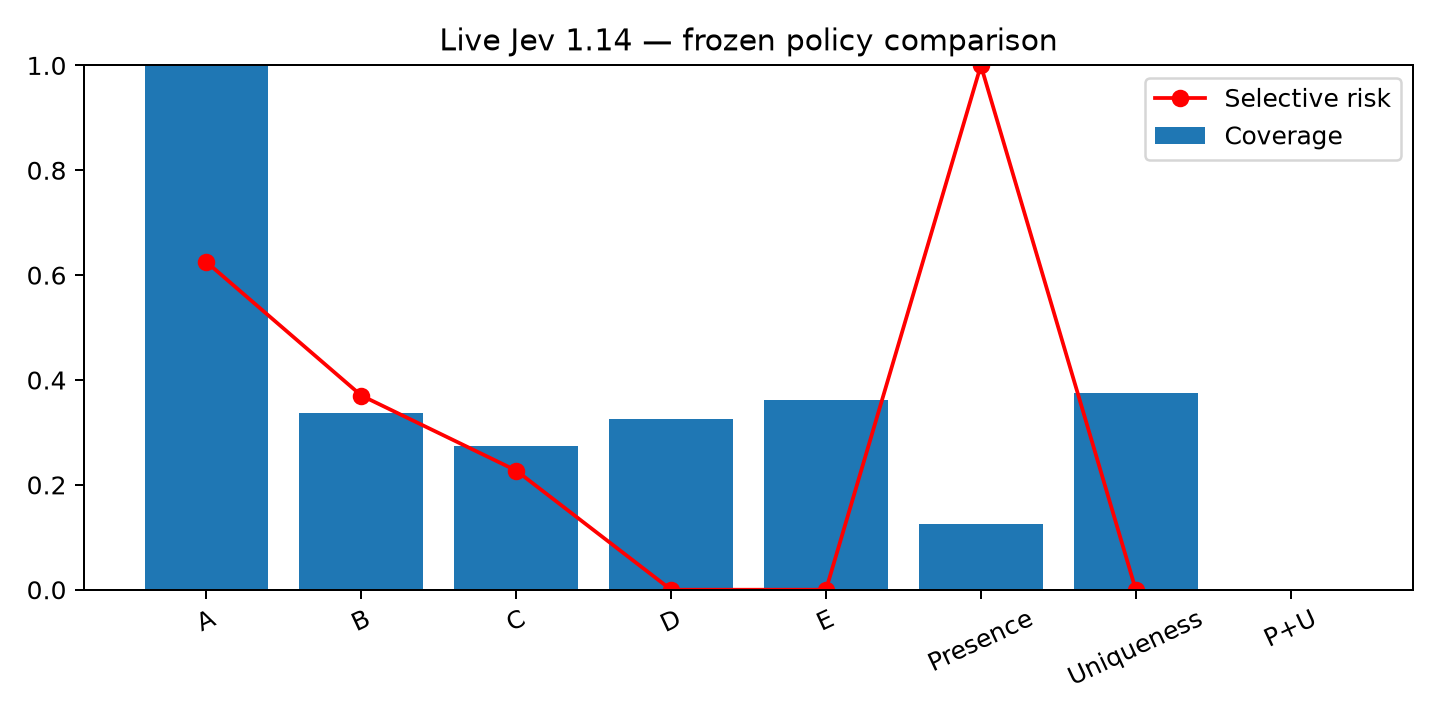 Live Jev 1.14 — frozen policy comparison
1.0
0.8
0.6
0.4
0.2
0.0
Selective risk
Coverage
A
B
C
D
E
Presence
Uniqueness
P+U